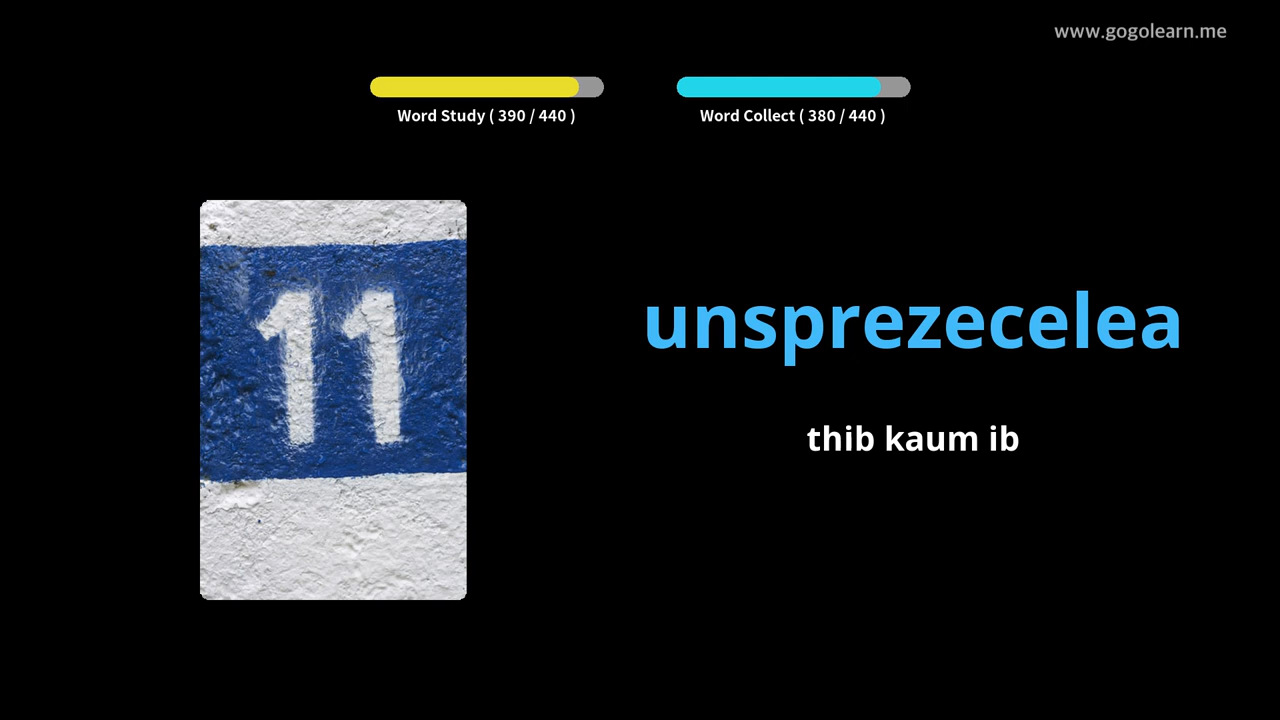 www.gogolearn.me
Word Study ( 390 / 440 )
Word Collect ( 380 / 440 )
11
unsprezecelea
thib kaum ib